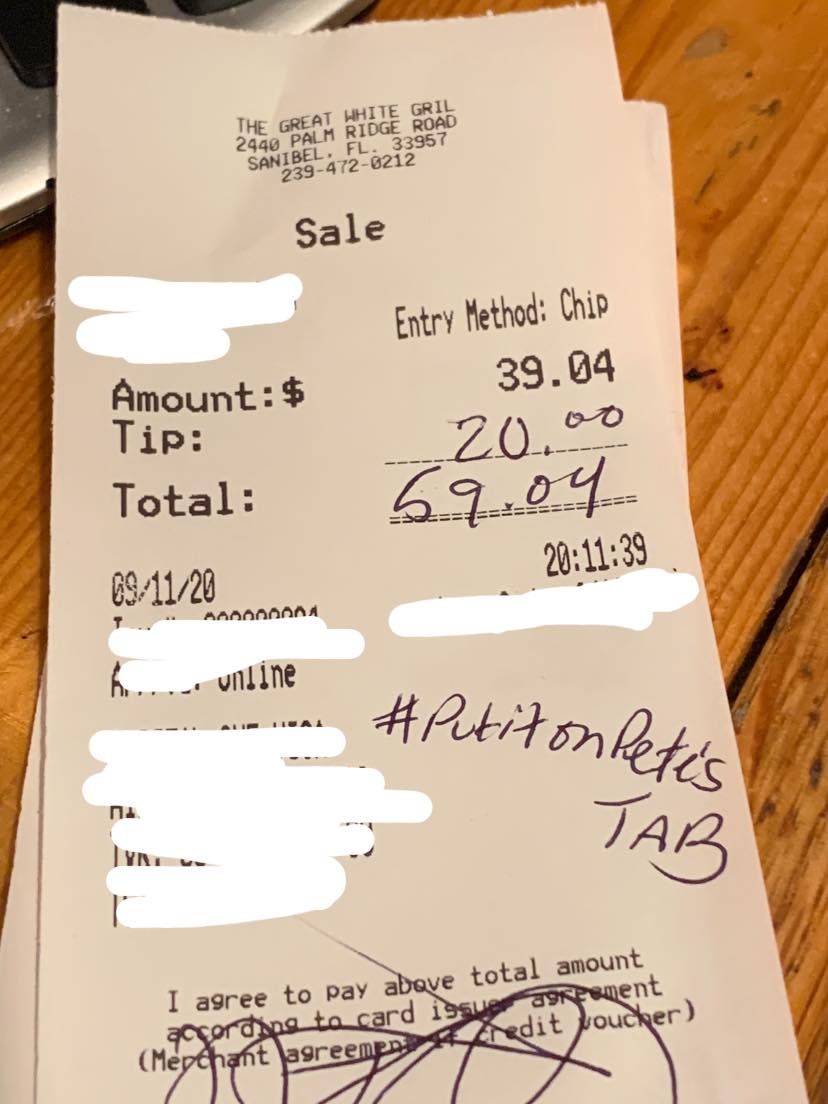 THE GREAT WHITE GRIL
2440 PALM RIDGE ROAD
SANIBEL, FL. 33957
239-472-0212
Sale
Entry Method: Chip
Amount:$ 39.04
Tip: 20.00
Total: 59.04
09/11/20 20:11:39
Online
#PutitonPete's
TAB
I agree to pay above total amount
according to card issuer agreement
(Merchant agreement if credit voucher)